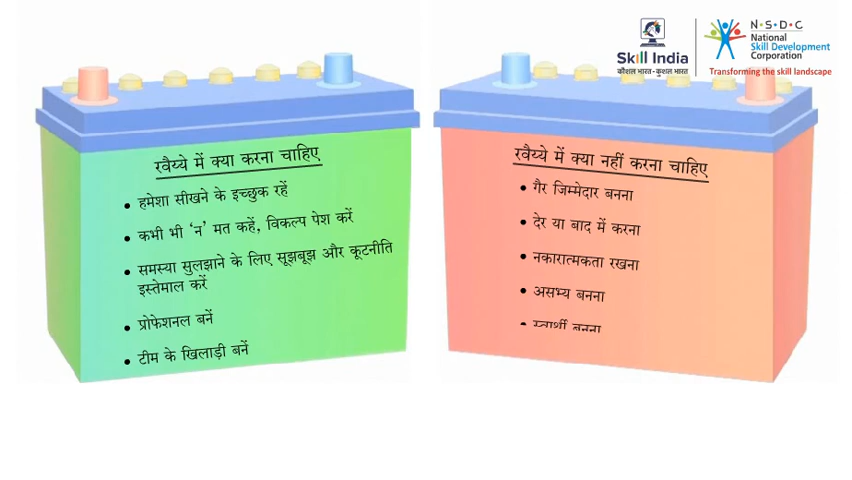 रवैय्ये में क्या करना चाहिए
• हमेशा सीखने के इच्छुक रहें
• कभी भी ‘न’ मत कहें, विकल्प पेश करें
• समस्या सुलझाने के लिए सूझबूझ और कूटनीति
इस्तेमाल करें
• प्रोफेशनल बनें
• टीम के खिलाड़ी बनें
Skill India
कौशल भारत-कुशल भारत
N·S·D·C
National
Skill Development
Corporation
Transforming the skill landscape
रवैय्ये में क्या नहीं करना चाहिए
• गैर जिम्मेदार बनना
• देर या बाद में करना
• नकारात्मकता रखना
• असभ्य बनना
• स्वार्थी बनना